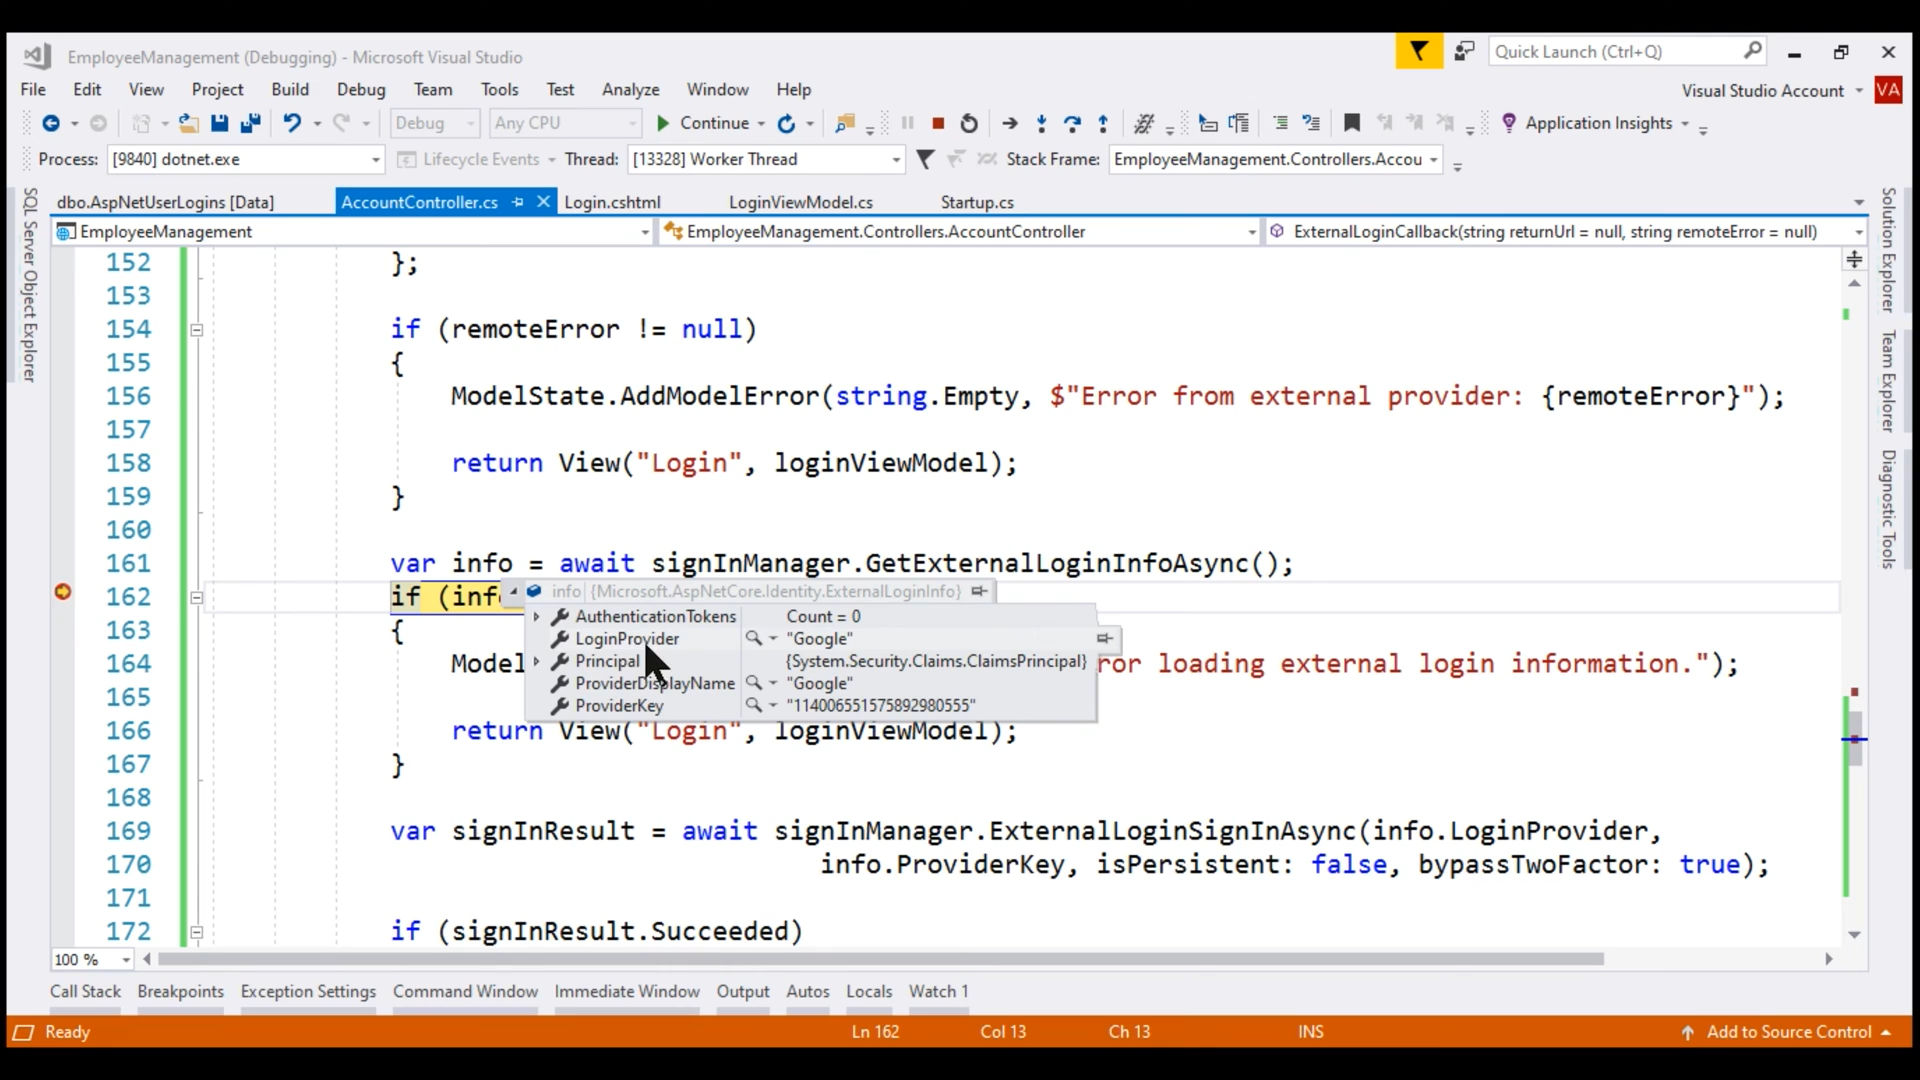 EmployeeManagement (Debugging) - Microsoft Visual Studio
Quick Launch (Ctrl+Q)
File Edit View Project Build Debug Team Tools Test Analyze Window Help
Visual Studio Account VA
Debug Any CPU Continue Application Insights
Process: [9840] dotnet.exe Lifecycle Events Thread: [13328] Worker Thread Stack Frame: EmployeeManagement.Controllers.Accou
dbo.AspNetUserLogins [Data] AccountController.cs Login.cshtml LoginViewModel.cs Startup.cs
EmployeeManagement EmployeeManagement.Controllers.AccountController ExternalLoginCallback(string returnUrl = null, string remoteError = null)
SQL Server Object Explorer
Solution Explorer
Team Explorer
Diagnostic Tools
152 };
153
154 if (remoteError != null)
155 {
156 ModelState.AddModelError(string.Empty, $"Error from external provider: {remoteError}");
157
158 return View("Login", loginViewModel);
159 }
160
161 var info = await signInManager.GetExternalLoginInfoAsync();
162 if (info
info {Microsoft.AspNetCore.Identity.ExternalLoginInfo}
AuthenticationTokens Count = 0
LoginProvider "Google"
Principal {System.Security.Claims.ClaimsPrincipal}
ProviderDisplayName "Google"
ProviderKey "114006551575892980555"
163 {
164 Model ror loading external login information.");
165
166 return View("Login", loginViewModel);
167 }
168
169 var signInResult = await signInManager.ExternalLoginSignInAsync(info.LoginProvider,
170 info.ProviderKey, isPersistent: false, bypassTwoFactor: true);
171
172 if (signInResult.Succeeded)
100 %
Call Stack Breakpoints Exception Settings Command Window Immediate Window Output Autos Locals Watch 1
Ready Ln 162 Col 13 Ch 13 INS Add to Source Control